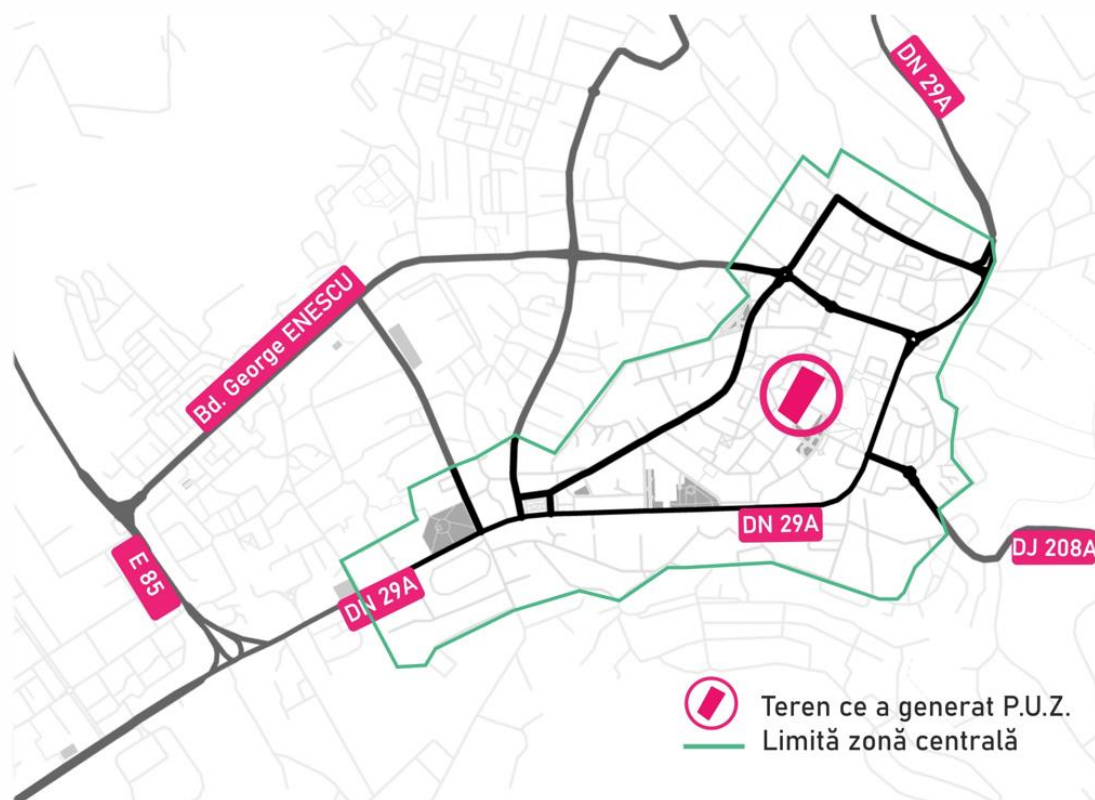 DN 29A
Bd. George ENESCU
DN 29A
DJ 208A
E 85
DN 29A
Teren ce a generat P.U.Z.
Limită zonă centrală